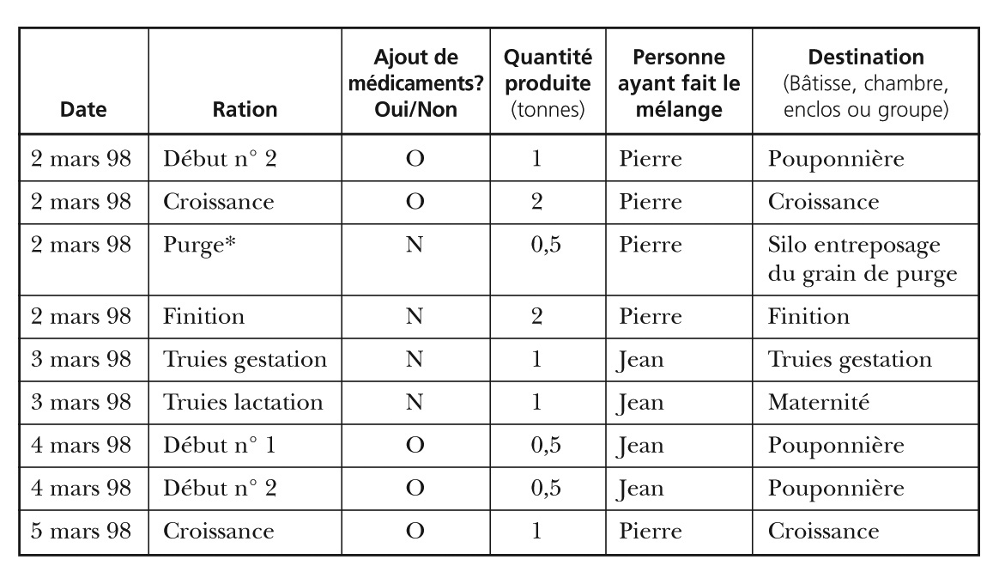 Date | Ration | Ajout de médicaments? Oui/Non | Quantité produite (tonnes) | Personne ayant fait le mélange | Destination (Bâtisse, chambre, enclos ou groupe)
2 mars 98 | Début n° 2 | O | 1 | Pierre | Pouponnière
2 mars 98 | Croissance | O | 2 | Pierre | Croissance
2 mars 98 | Purge* | N | 0,5 | Pierre | Silo entreposage du grain de purge
2 mars 98 | Finition | N | 2 | Pierre | Finition
3 mars 98 | Truies gestation | N | 1 | Jean | Truies gestation
3 mars 98 | Truies lactation | N | 1 | Jean | Maternité
4 mars 98 | Début n° 1 | O | 0,5 | Jean | Pouponnière
4 mars 98 | Début n° 2 | O | 0,5 | Jean | Pouponnière
5 mars 98 | Croissance | O | 1 | Pierre | Croissance